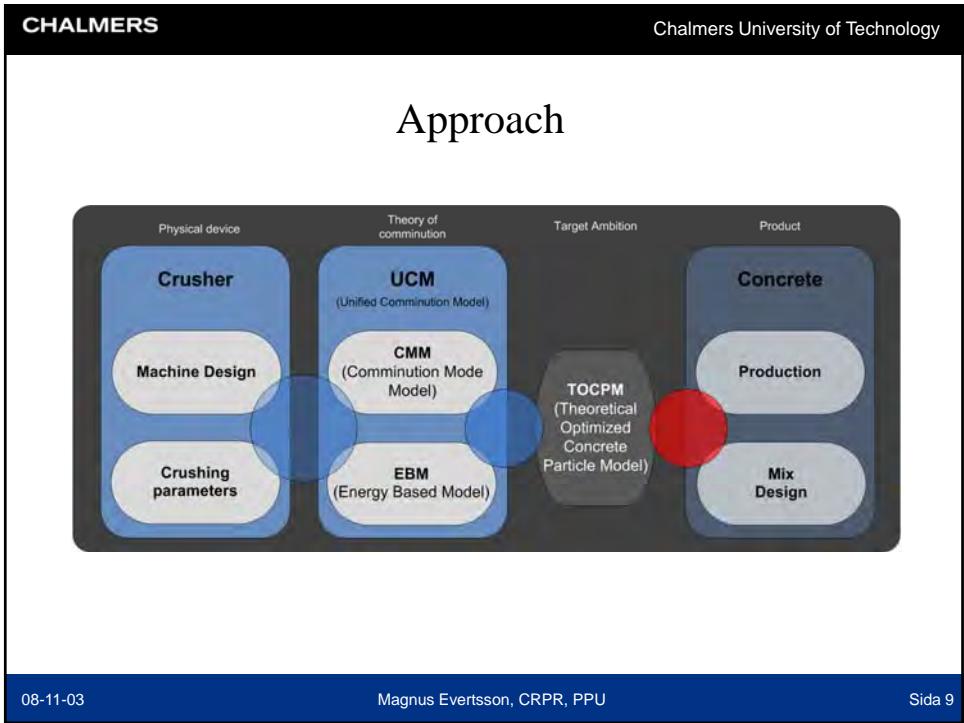 CHALMERS
Chalmers University of Technology
Approach
Physical device
Crusher
Machine Design
Crushing
parameters
Theory of
comminution
UCM
(Unified Comminution Model)
CMM
(Comminution Mode
Model)
EBM
(Energy Based Model)
Target Ambition
TOCPM
(Theoretical
Optimized
Concrete
Particle Model)
Product
Concrete
Production
Mix
Design
08-11-03
Magnus Evertsson, CRPR, PPU
Sida 9